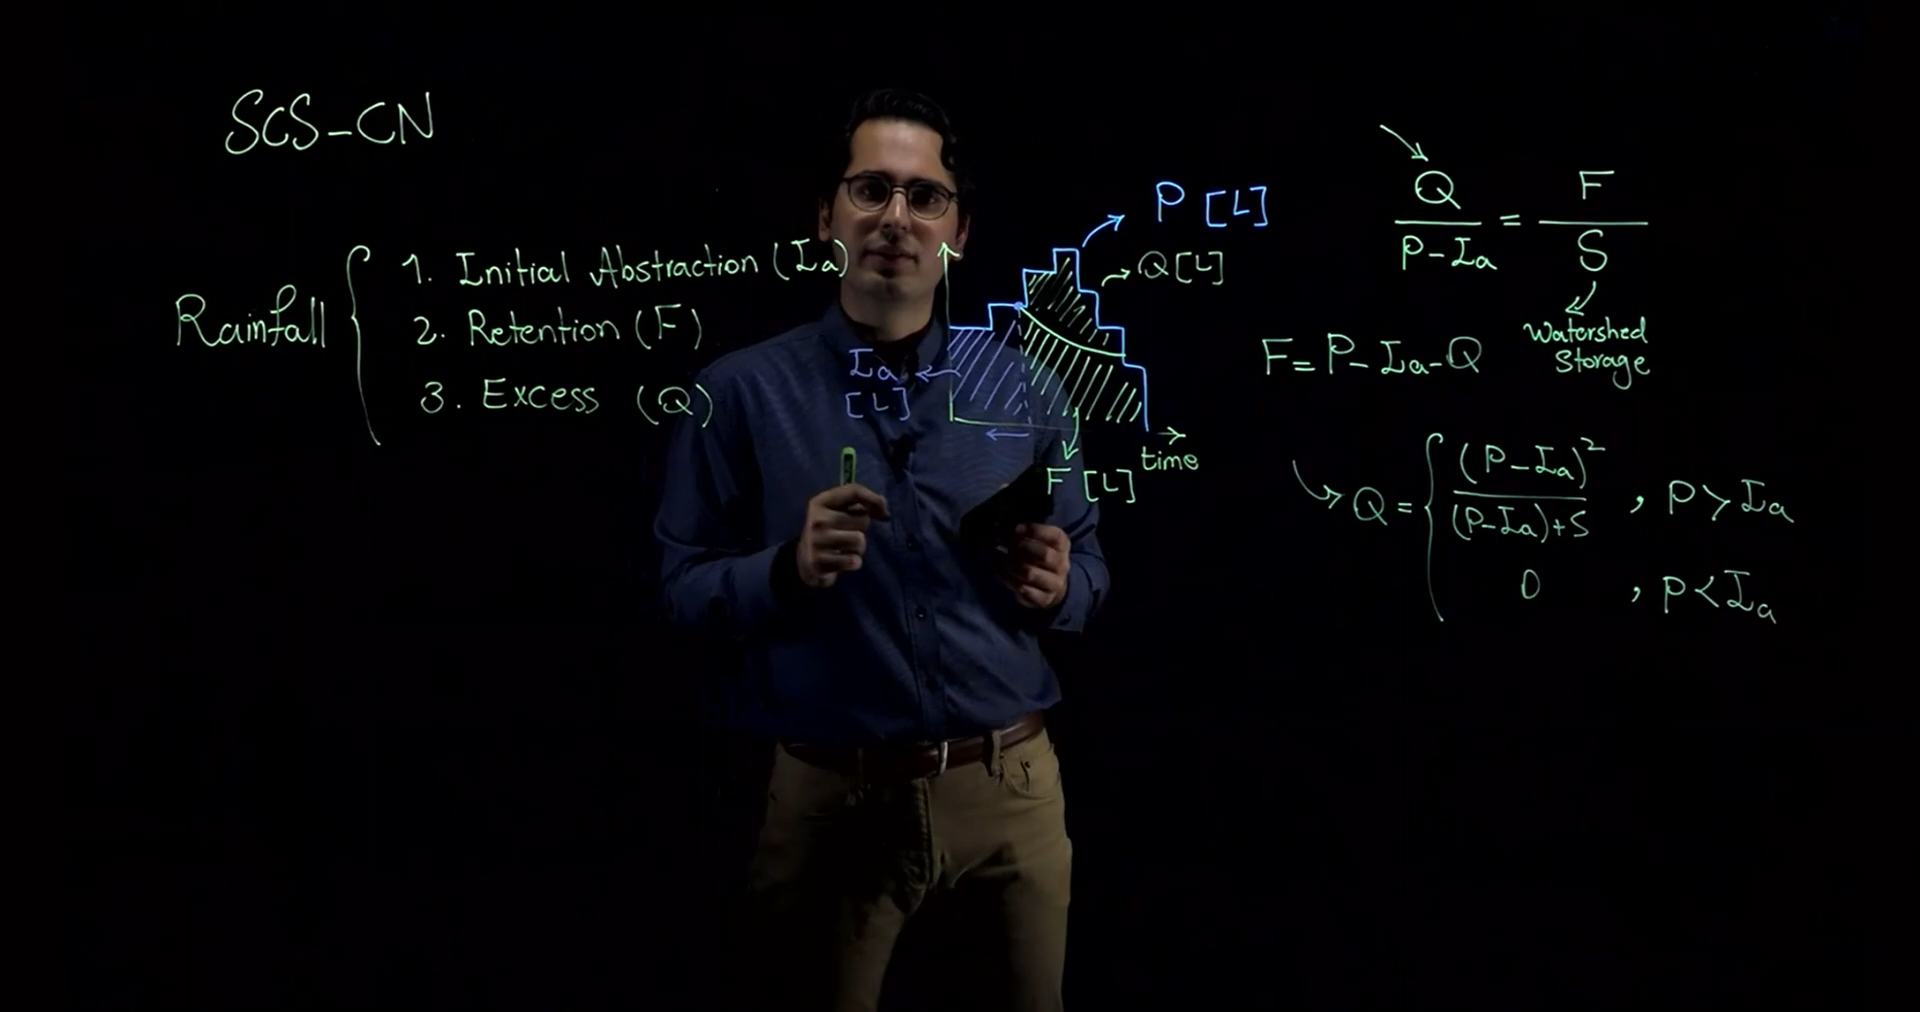 SCS-CN
Rainfall
1. Initial Abstraction (Ia)
2. Retention (F)
3. Excess (Q)
P [L]
Q [L]
Ia
[L]
F [L]
time
Q / P-Ia = F / S
Watershed
Storage
F = P-Ia-Q
Q = { (P-Ia)² / (P-Ia)+S , P > Ia
0 , P < Ia